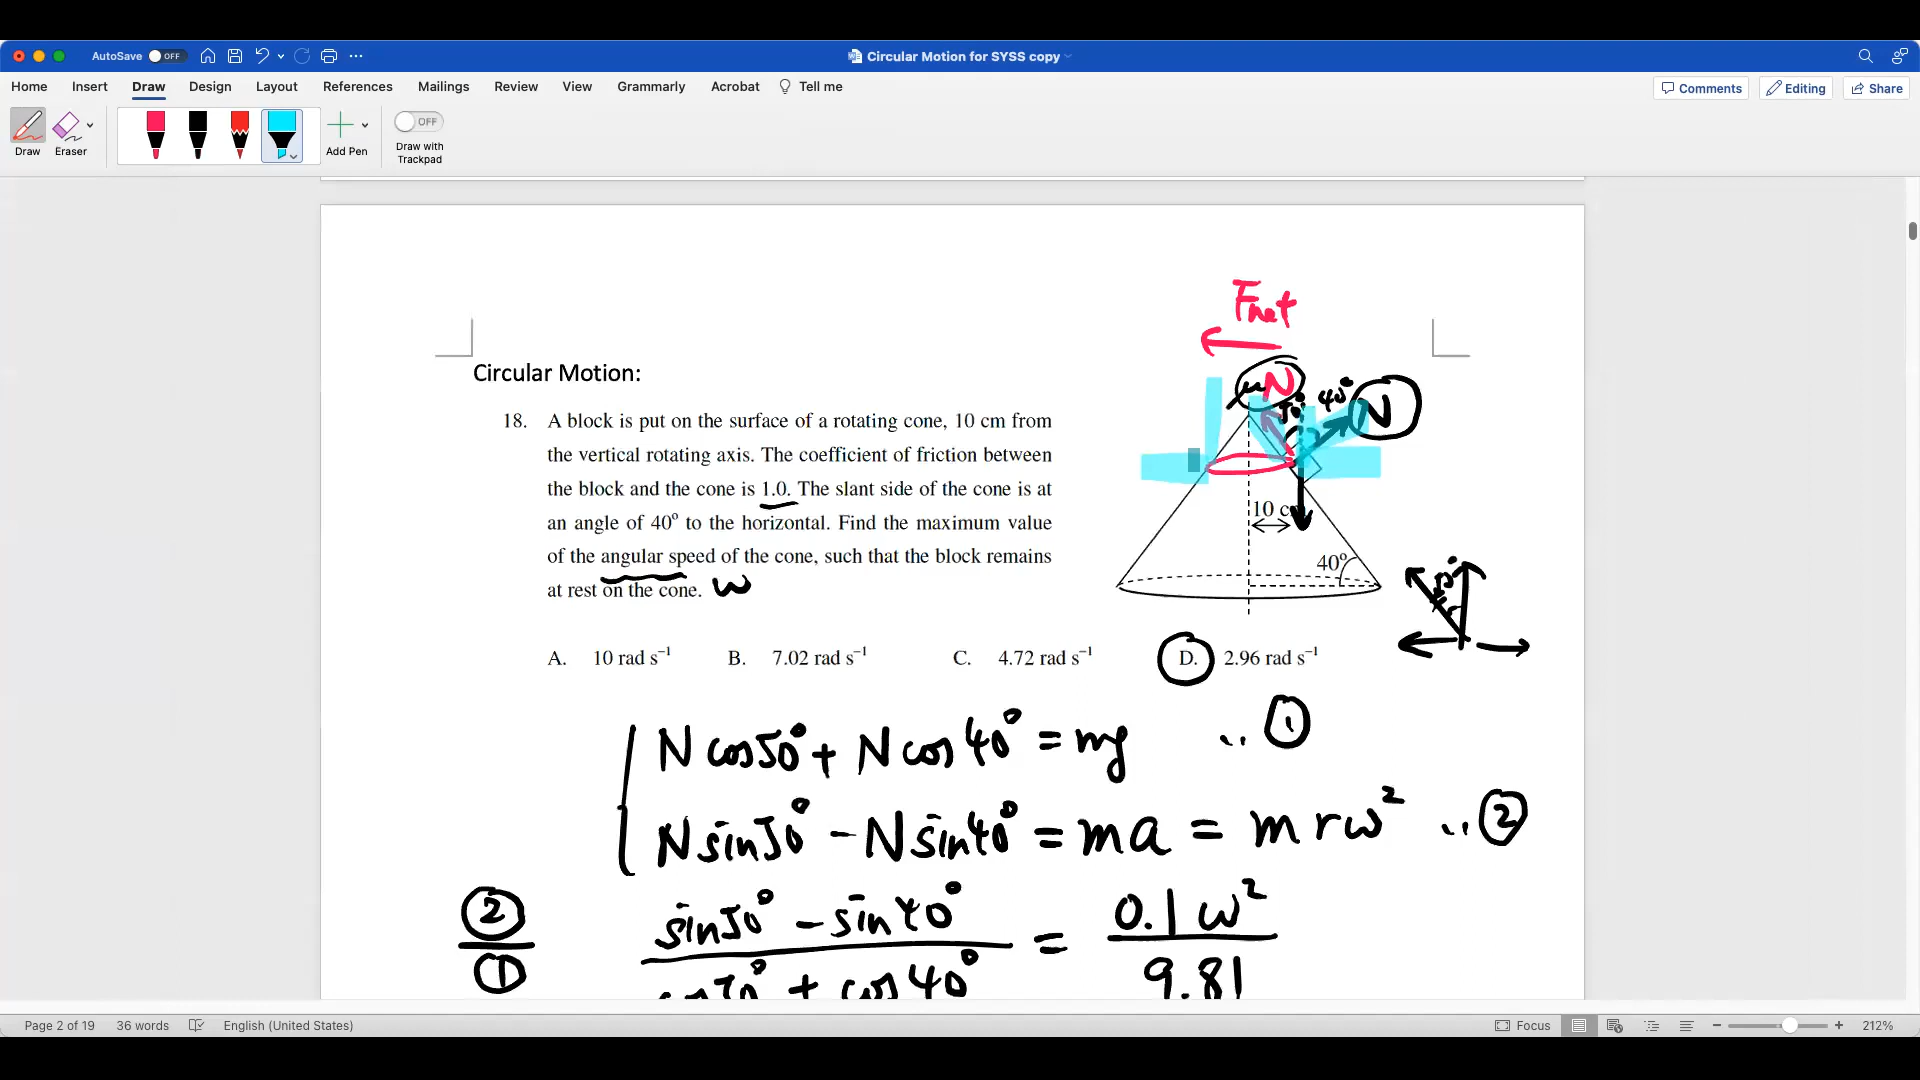 AutoSave OFF
Circular Motion for SYSS copy
Home Insert Draw Design Layout References Mailings Review View Grammarly Acrobat Tell me
Comments Editing Share
OFF
Draw Eraser Add Pen Draw with
Trackpad
Fnet
Circular Motion:
μN 40° N
18. A block is put on the surface of a rotating cone, 10 cm from
the vertical rotating axis. The coefficient of friction between
the block and the cone is 1.0. The slant side of the cone is at
an angle of 40° to the horizontal. Find the maximum value
of the angular speed of the cone, such that the block remains
at rest on the cone. ω
10 c
40°
A. 10 rad s⁻¹ B. 7.02 rad s⁻¹ C. 4.72 rad s⁻¹ D. 2.96 rad s⁻¹
N cos50° + N cos40° = mg .. ①
N sin50° - N sin40° = ma = m r ω² .. ②
② sin50° - sin40° = 0.1 ω²
① cos50° + cos40° 9.81
Page 2 of 19 36 words English (United States) Focus 212%